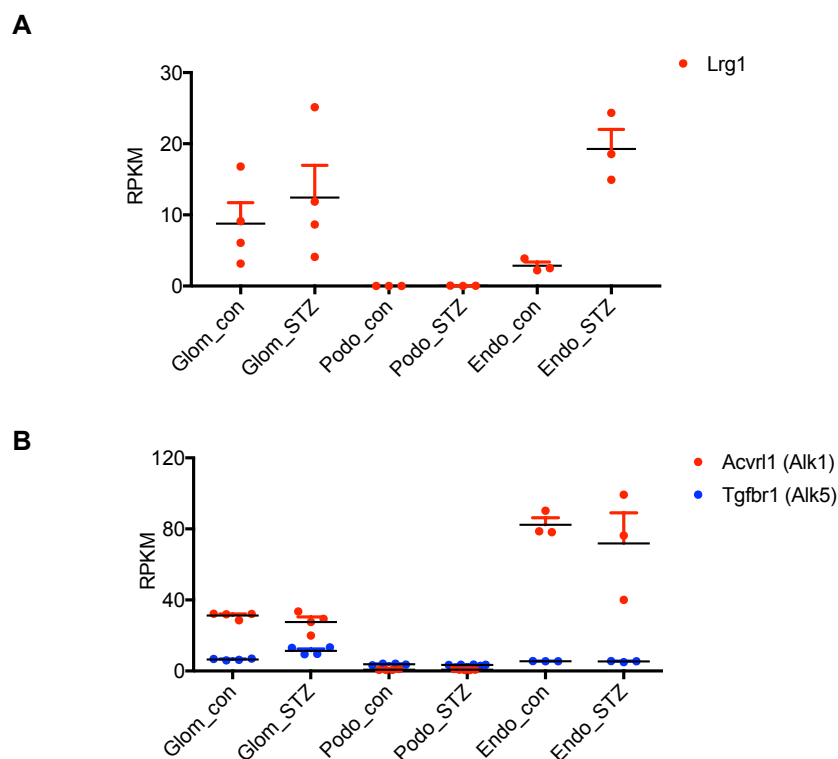 A
Lrg1
30
20
10
0
RPKM
Glom_con
Glom_STZ
Podo_con
Podo_STZ
Endo_con
Endo_STZ
B
Acvrl1 (Alk1)
Tgfbr1 (Alk5)
120
80
40
0
RPKM
Glom_con
Glom_STZ
Podo_con
Podo_STZ
Endo_con
Endo_STZ